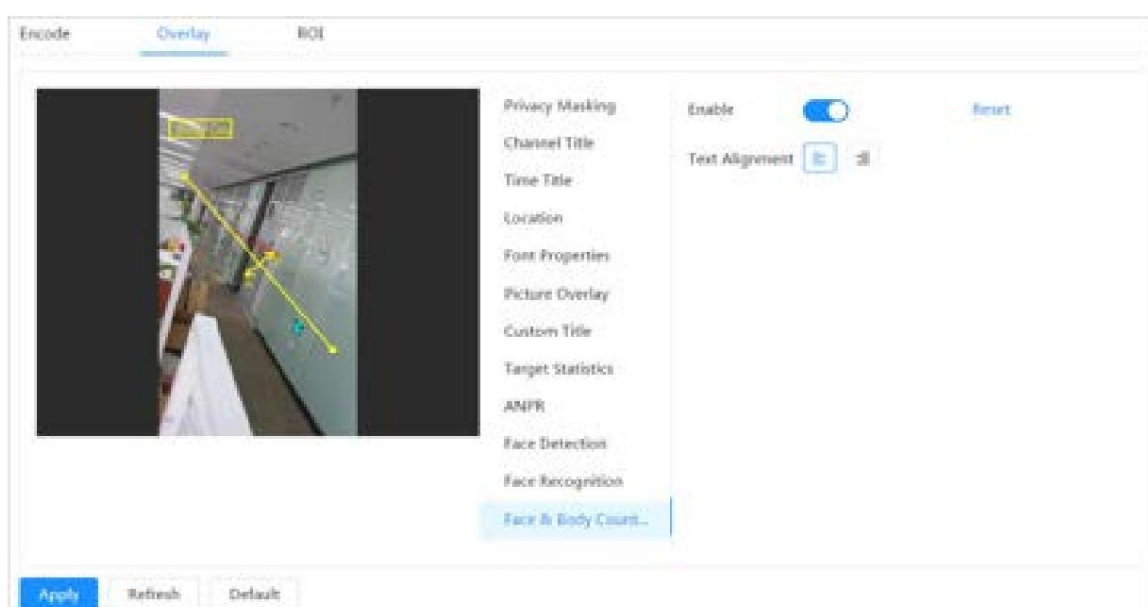 Encode Overlay ROI
Privacy Masking
Enable Reset
Channel Title
Text Alignment
Time Title
Location
Font Properties
Picture Overlay
Custom Title
Target Statistics
ANPR
Face Detection
Face Recognition
Face & Body Count...
Apply Refresh Default